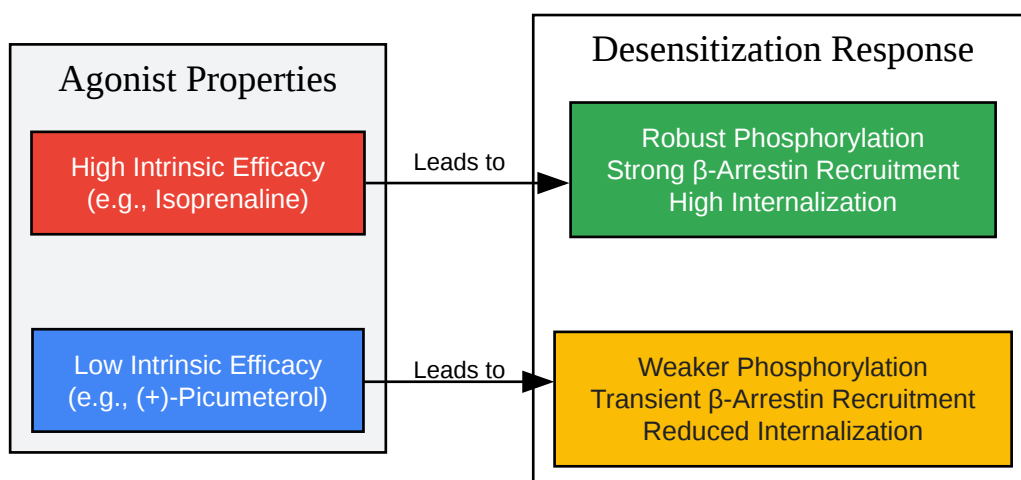 Agonist Properties
High Intrinsic Efficacy
(e.g., Isoprenaline)
Leads to
Low Intrinsic Efficacy
(e.g., (+)-Picumeterol)
Leads to
Desensitization Response
Robust Phosphorylation
Strong β-Arrestin Recruitment
High Internalization
Weaker Phosphorylation
Transient β-Arrestin Recruitment
Reduced Internalization